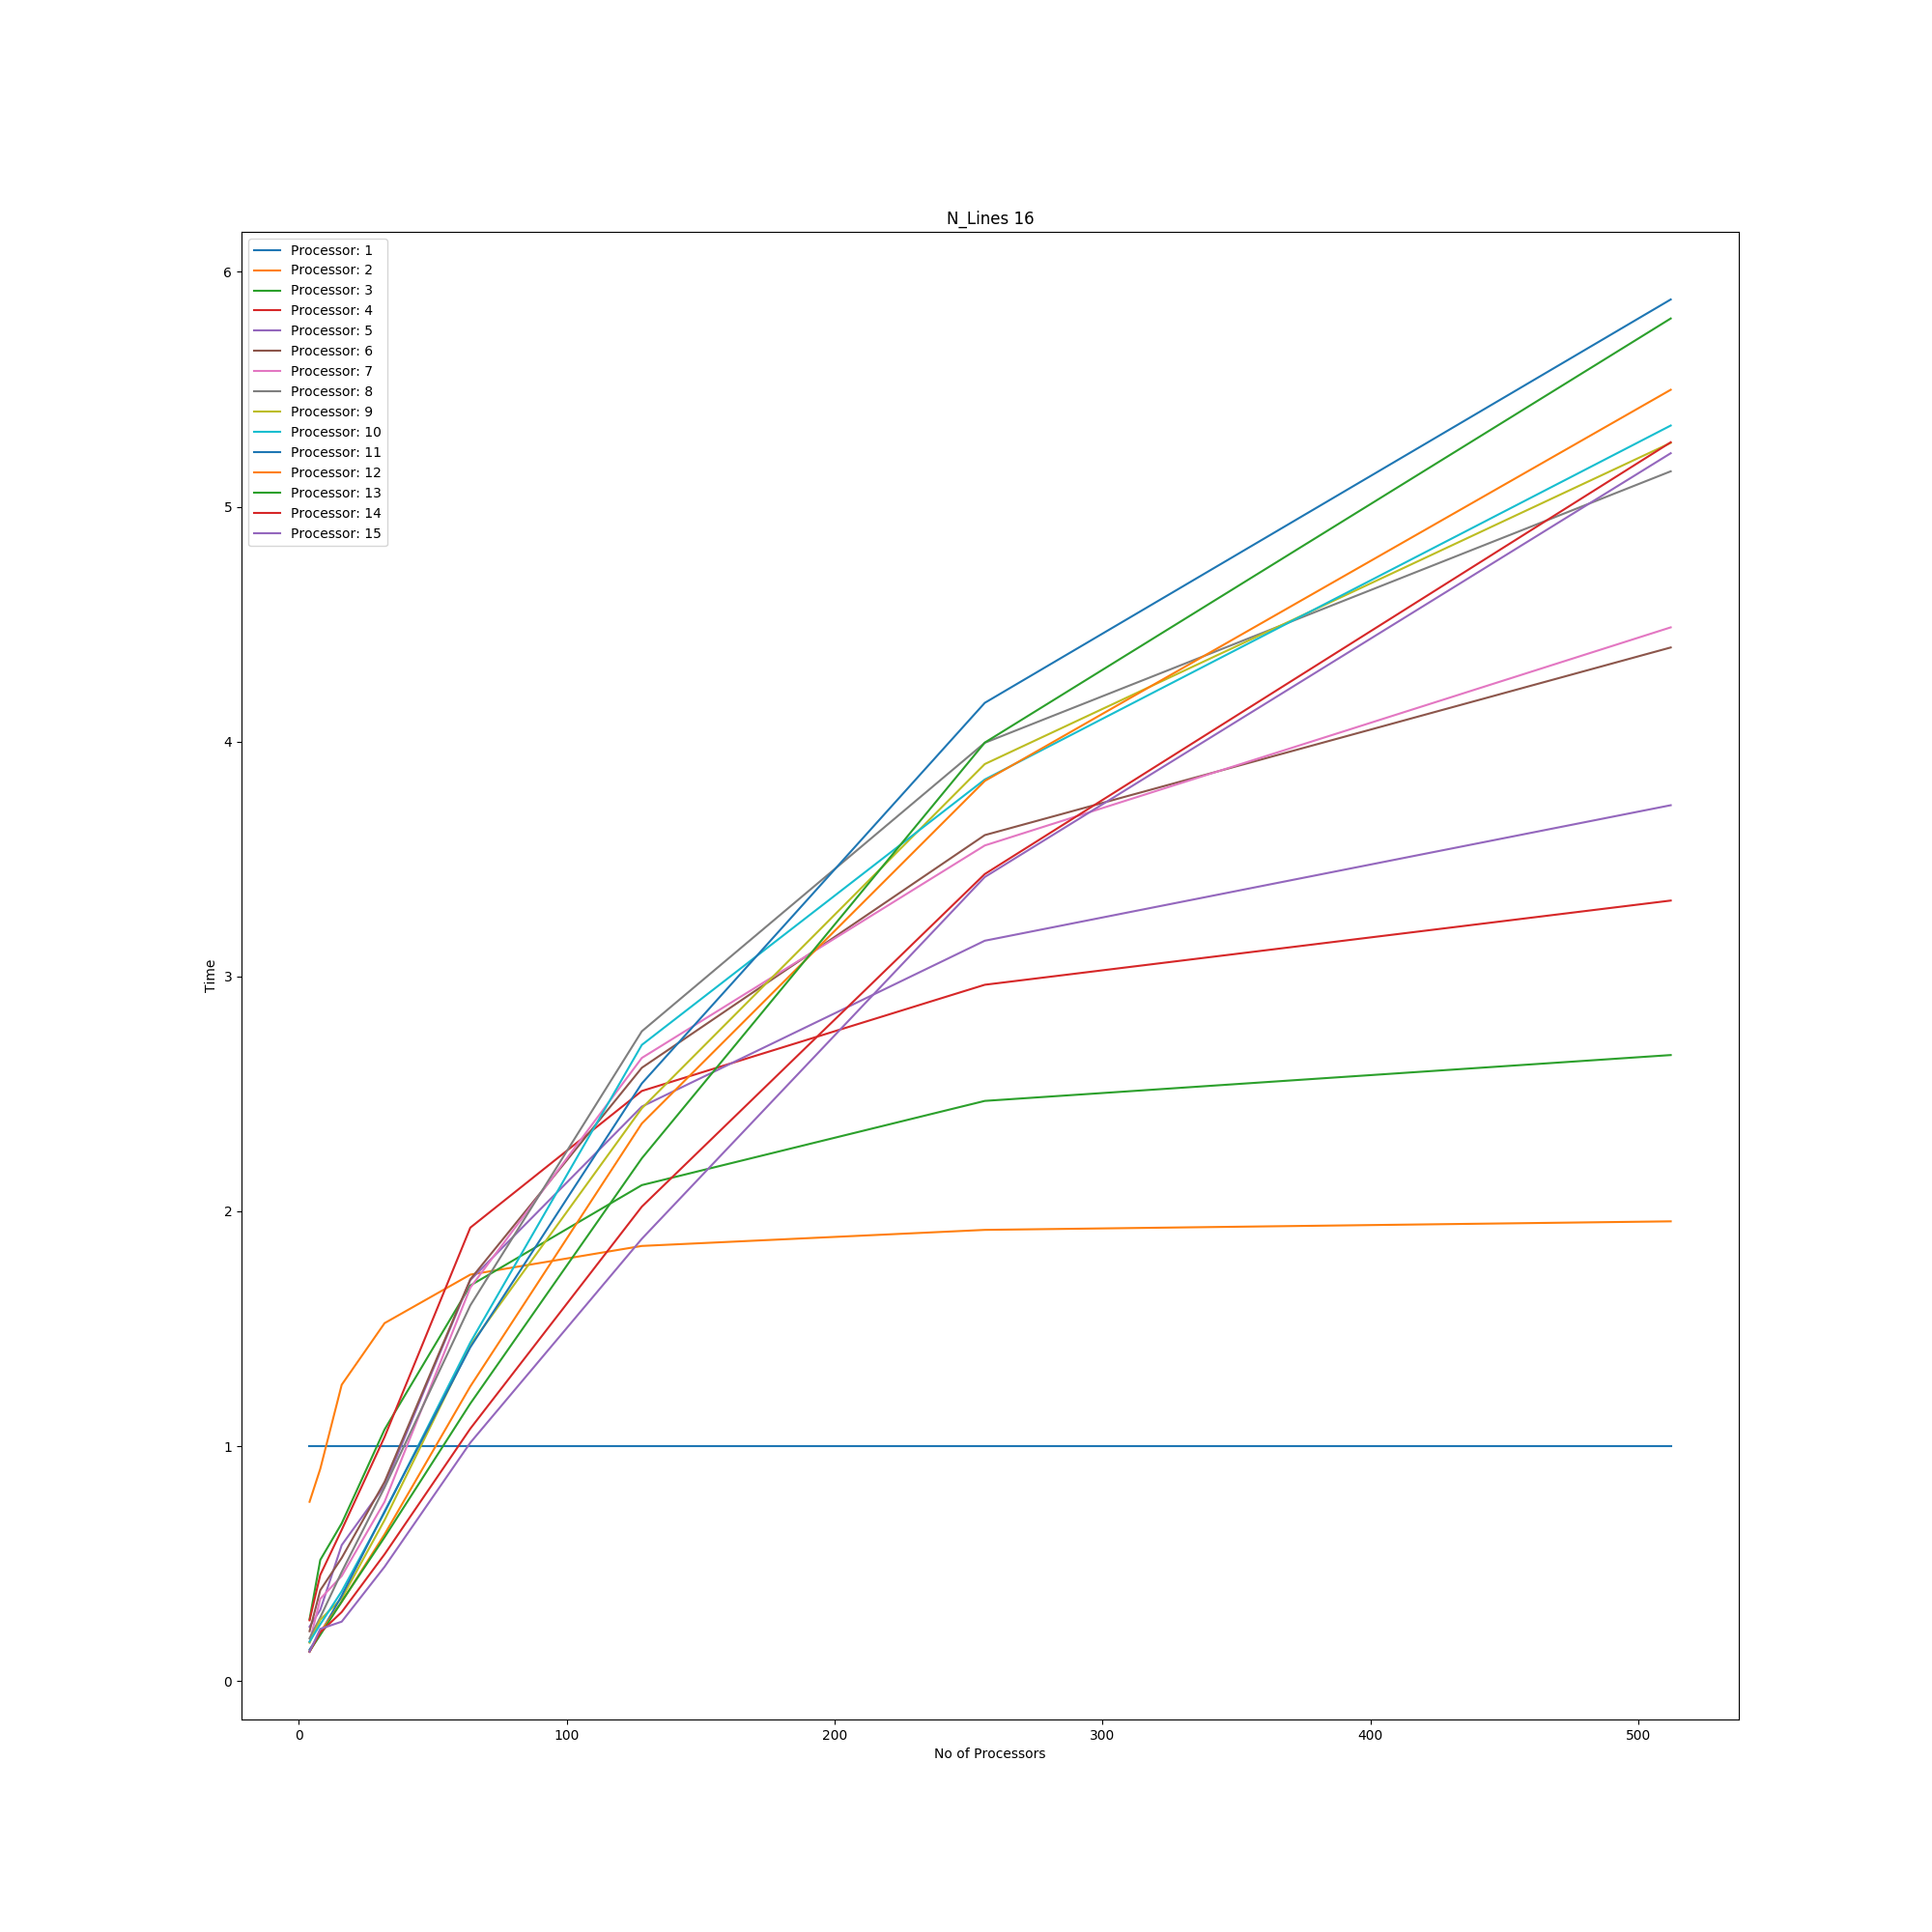 N_Lines 16
Processor: 1
Processor: 2
Processor: 3
Processor: 4
Processor: 5
Processor: 6
Processor: 7
Processor: 8
Processor: 9
Processor: 10
Processor: 11
Processor: 12
Processor: 13
Processor: 14
Processor: 15
6
5
4
3
2
1
0
Time
0 100 200 300 400 500
No of Processors